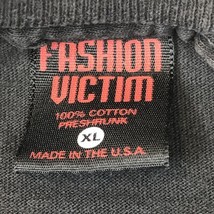 FASHION
VICTIM
100% COTTON
PRESHRUNK
XL
MADE IN THE U.S.A.